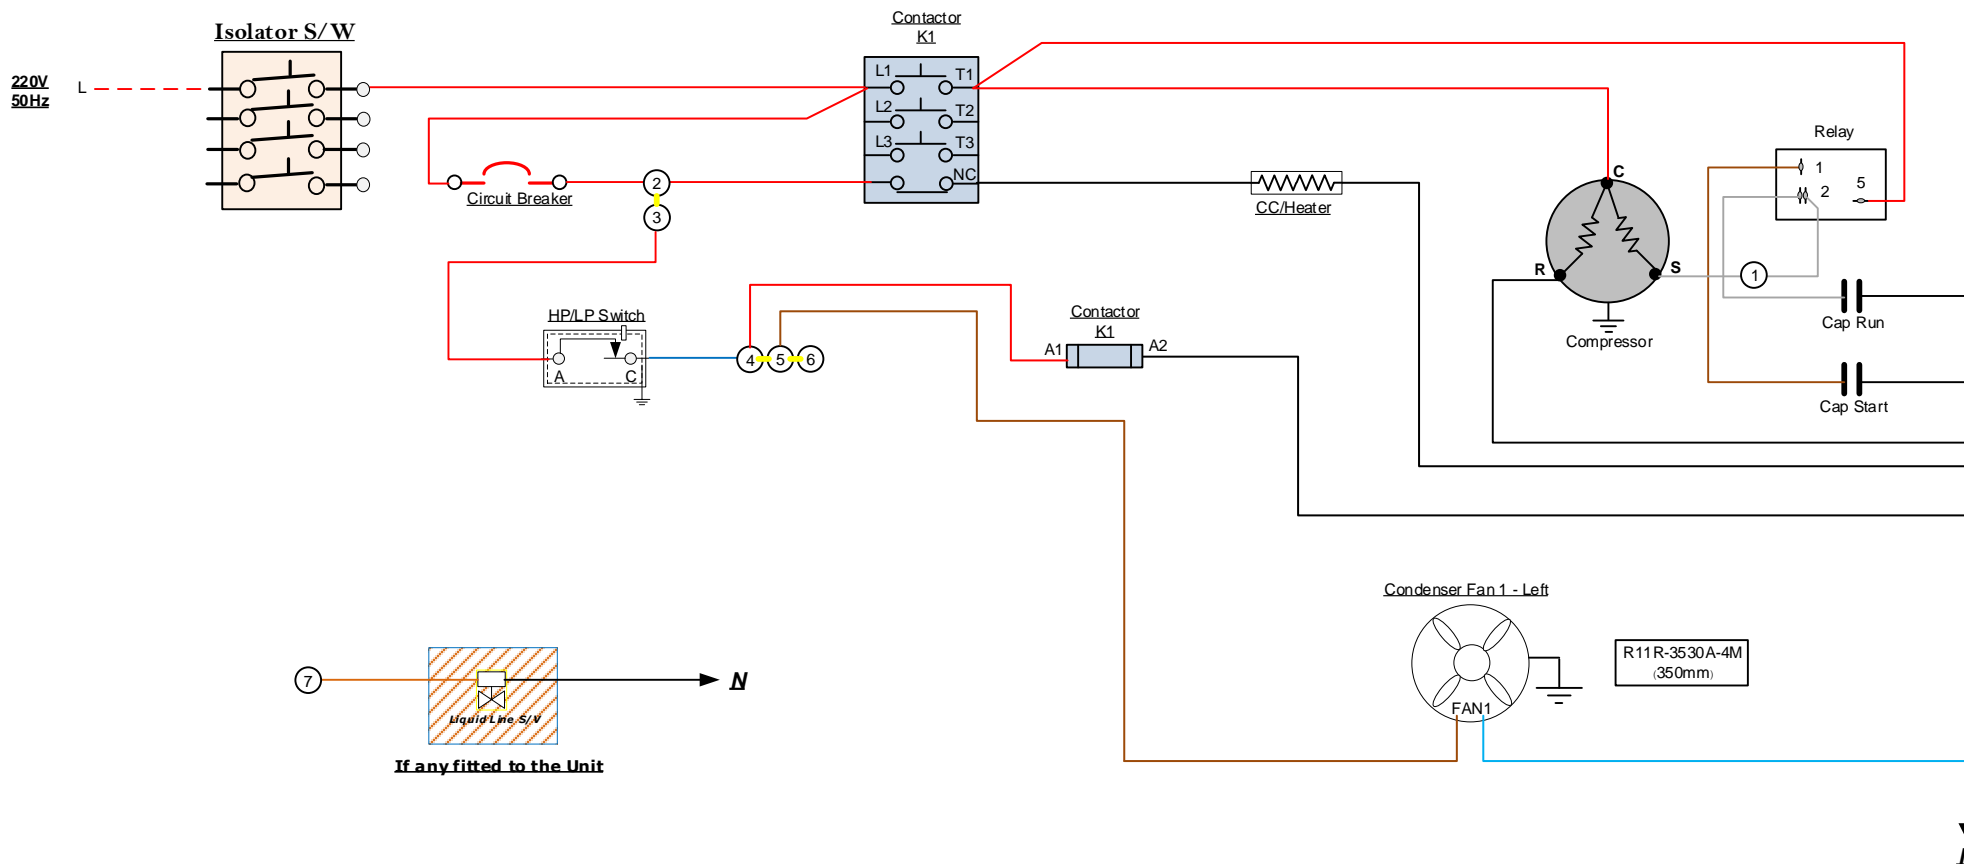 Isolator S/W
220V
50Hz
L
Contactor
K1
L1
T1
L2
T2
L3
T3
NC
Circuit Breaker
2
3
CC/Heater
Relay
1
2
5
C
R
S
1
Compressor
Cap Run
Cap Start
HP/LP Switch
A
C
4
5
6
Contactor
K1
A1
A2
Condenser Fan 1 - Left
FAN1
R11R-3530A-4M
(350mm)
7
Liquid Line S/V
N
If any fitted to the Unit